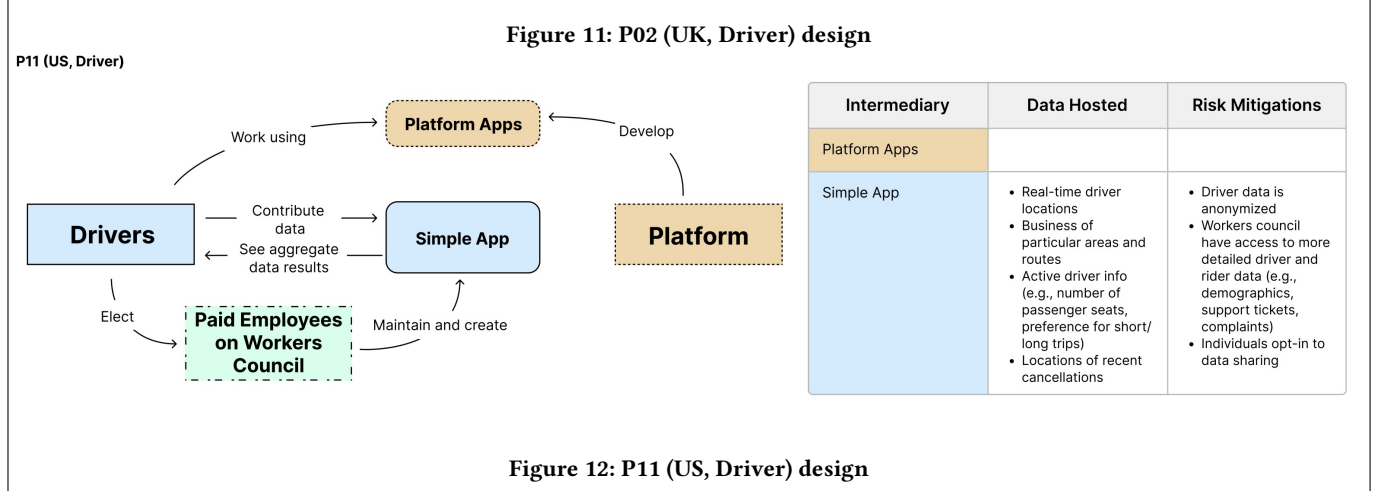 Figure 11: P02 (UK, Driver) design
P11 (US, Driver)
Platform Apps
Work using
Develop
Drivers
Contribute
data
See aggregate
data results
Simple App
Platform
Elect
Paid Employees
on Workers
Council
Maintain and create
Intermediary
Data Hosted
Risk Mitigations
Platform Apps
Simple App
• Real-time driver
locations
• Business of
particular areas and
routes
• Active driver info
(e.g., number of
passenger seats,
preference for short/
long trips)
• Locations of recent
cancellations
• Driver data is
anonymized
• Workers council
have access to more
detailed driver and
rider data (e.g.,
demographics,
support tickets,
complaints)
• Individuals opt-in to
data sharing
Figure 12: P11 (US, Driver) design